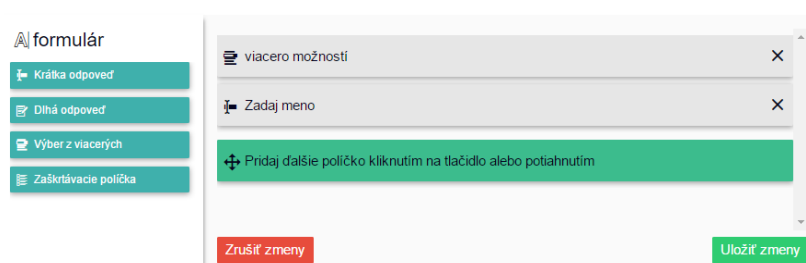 A| formulár
Krátka odpoveď
Dlhá odpoveď
Výber z viacerých
Zaškrtávacie políčka
viacero možností
Zadaj meno
Pridaj ďalšie políčko kliknutím na tlačidlo alebo potiahnutím
Zrušiť zmeny
Uložiť zmeny